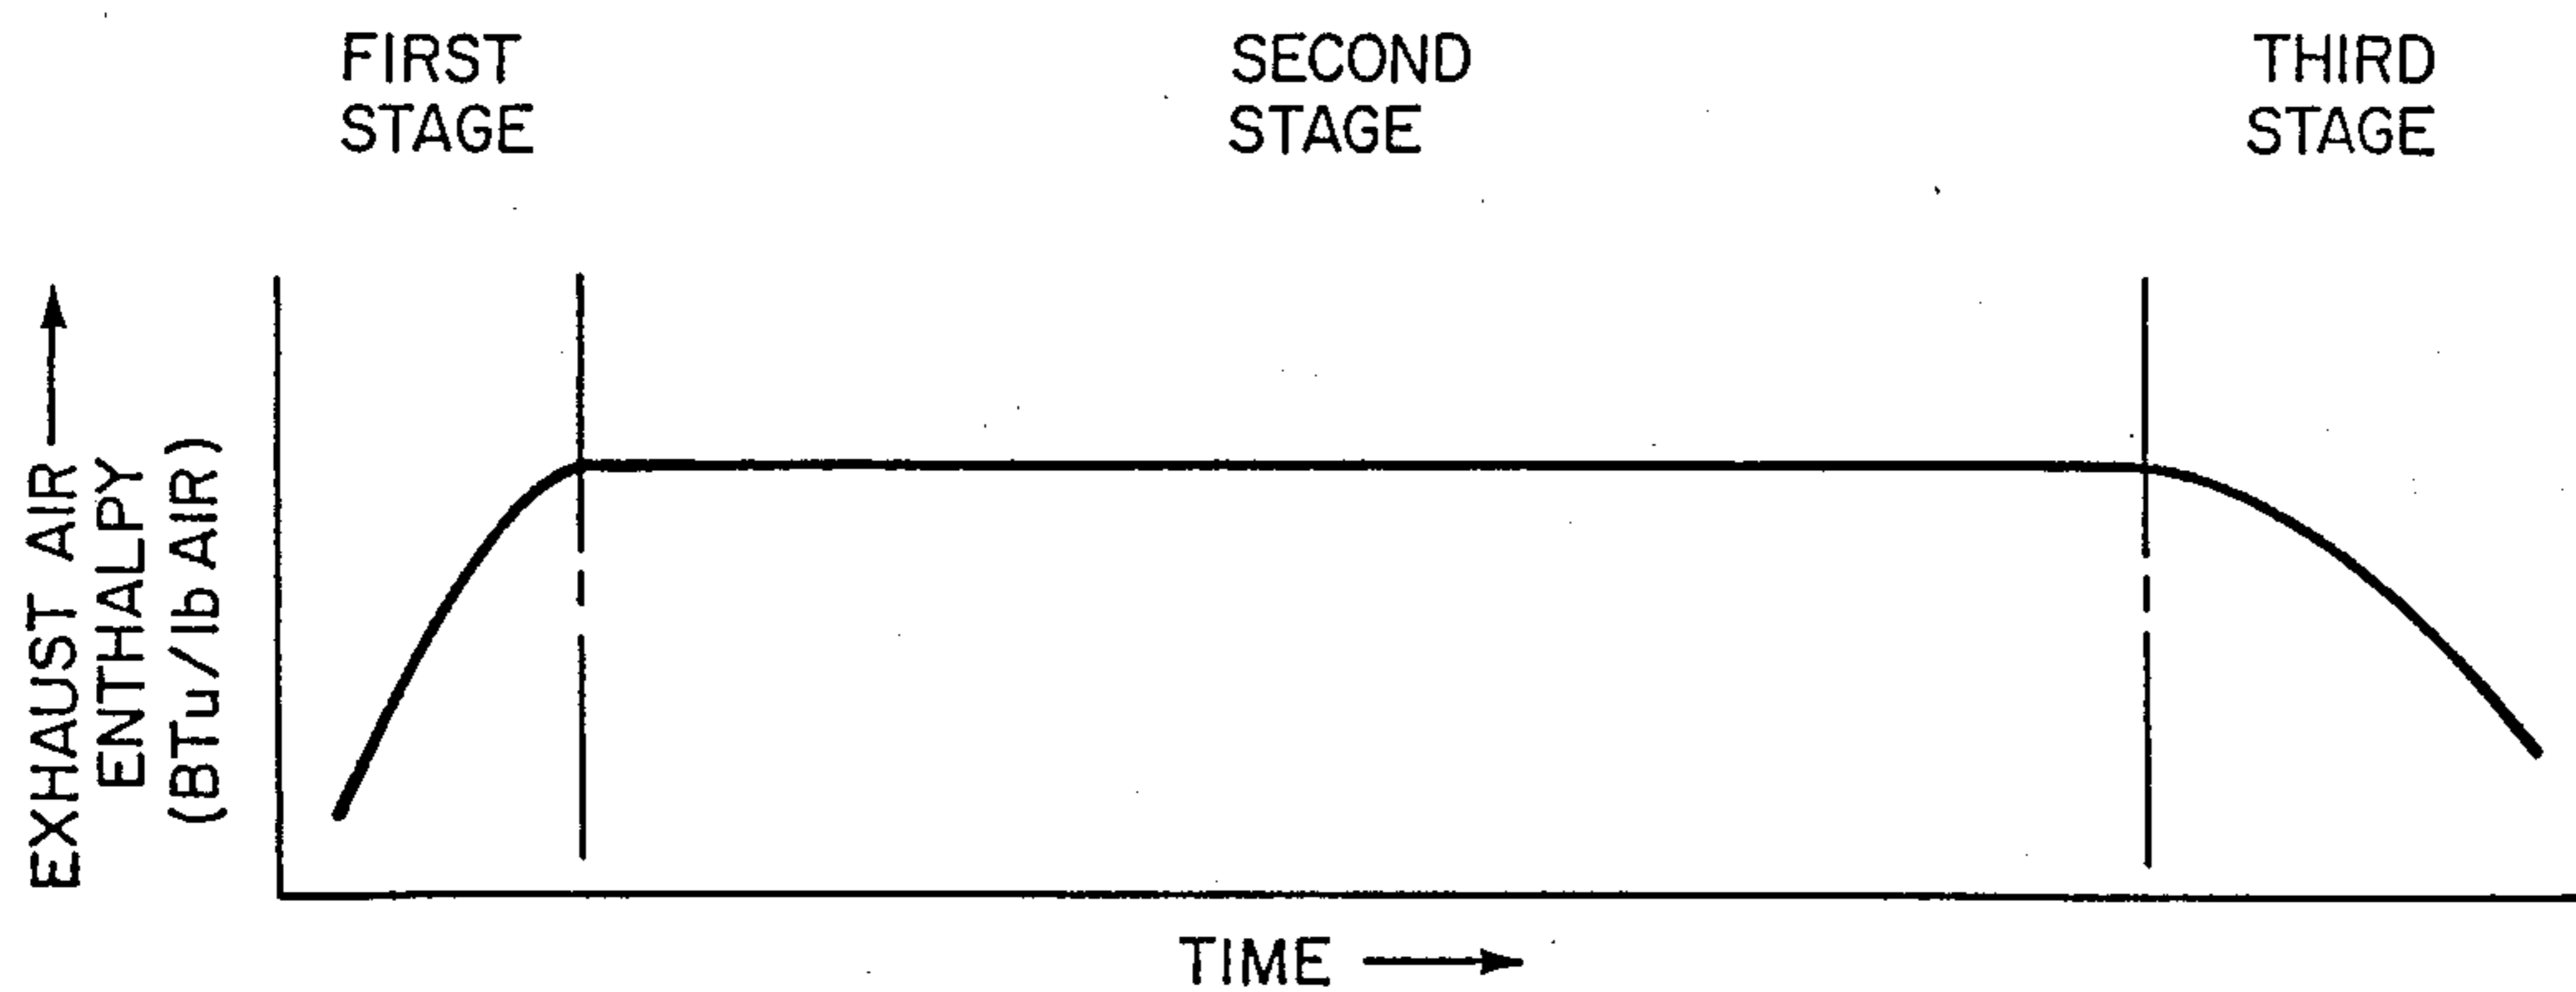 FIRST
STAGE
SECOND
STAGE
THIRD
STAGE
EXHAUST AIR
ENTHALPY
(BTu/lb AIR)
TIME